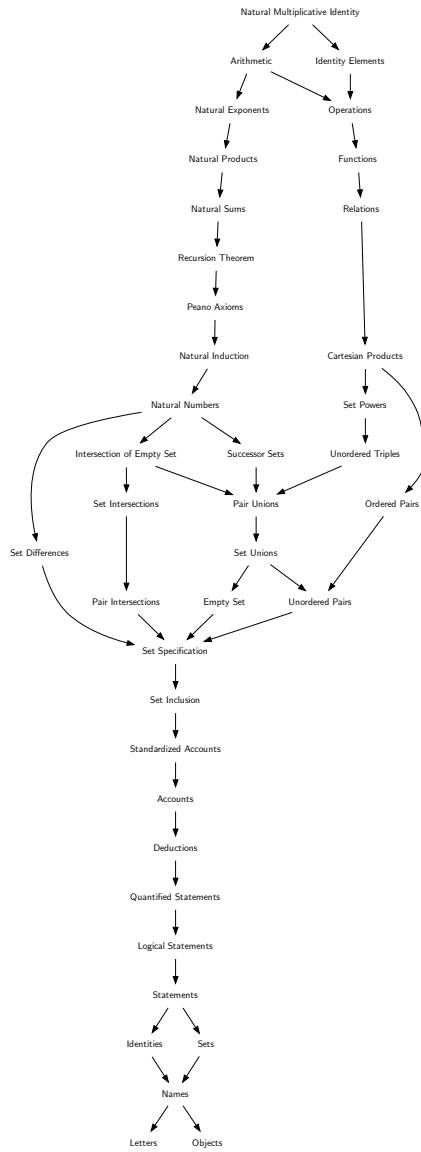 Natural Multiplicative Identity
Arithmetic
Identity Elements
Natural Exponents
Operations
Natural Products
Functions
Natural Sums
Relations
Recursion Theorem
Peano Axioms
Natural Induction
Cartesian Products
Natural Numbers
Set Powers
Intersection of Empty Set
Successor Sets
Unordered Triples
Set Intersections
Pair Unions
Ordered Pairs
Set Differences
Set Unions
Pair Intersections
Empty Set
Unordered Pairs
Set Specification
Set Inclusion
Standardized Accounts
Accounts
Deductions
Quantified Statements
Logical Statements
Statements
Identities
Sets
Names
Letters
Objects